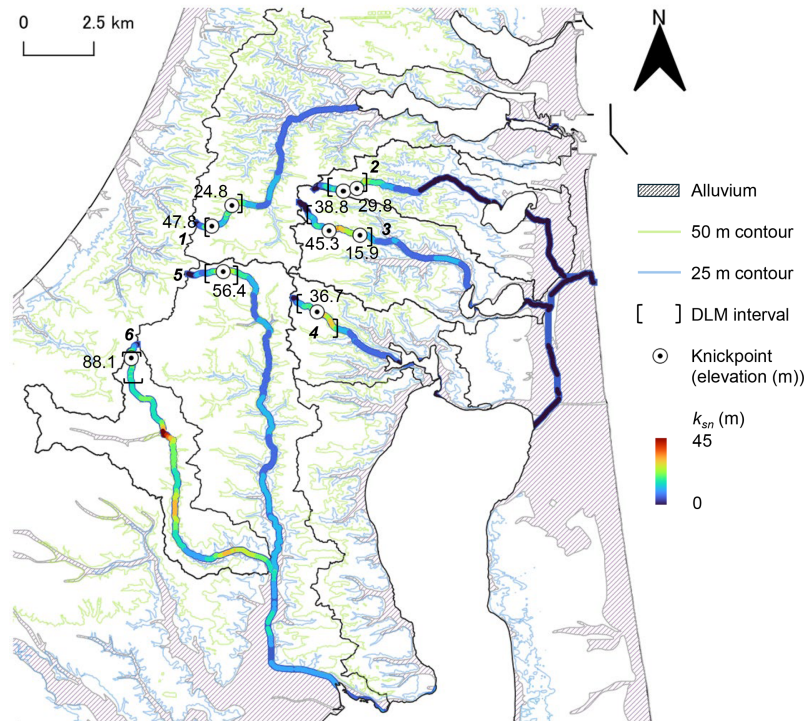 0 2.5 km
N
2
24.8
38.8 29.8
47.8
1
45.3
3
15.9
5
56.4
36.7
4
6
88.1
Alluvium
50 m contour
25 m contour
[ ] DLM interval
Knickpoint
(elevation (m))
ksn (m)
45
0